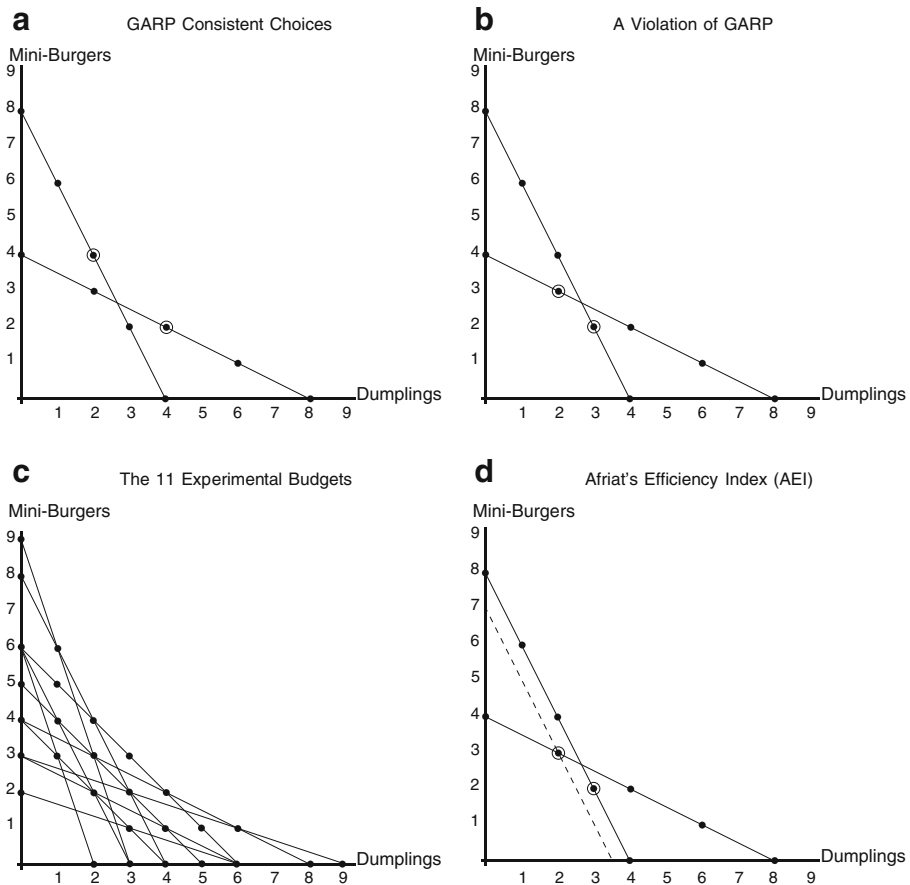 a
GARP Consistent Choices
Mini-Burgers
9
8
7
6
5
4
3
2
1
Dumplings
1 2 3 4 5 6 7 8 9
b
A Violation of GARP
Mini-Burgers
9
8
7
6
5
4
3
2
1
Dumplings
1 2 3 4 5 6 7 8 9
c
The 11 Experimental Budgets
Mini-Burgers
9
8
7
6
5
4
3
2
1
Dumplings
1 2 3 4 5 6 7 8 9
d
Afriat's Efficiency Index (AEI)
Mini-Burgers
9
8
7
6
5
4
3
2
1
Dumplings
1 2 3 4 5 6 7 8 9